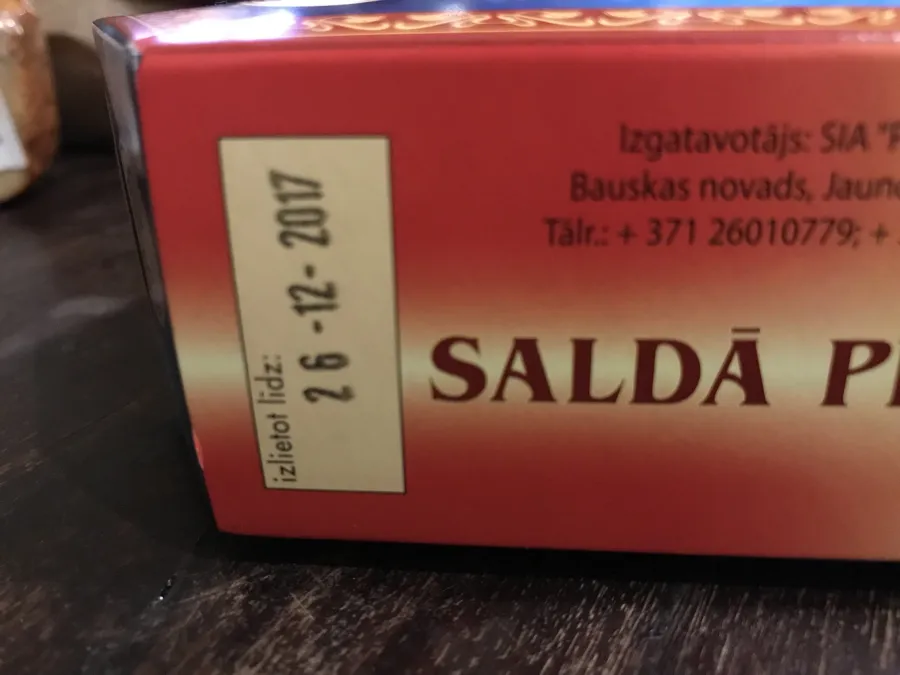 izlietot līdz:
26 -12- 2017
Izgatavotājs: SIA
Bauskas novads,
Tālr.: + 371 26010779; +
SALDĀ